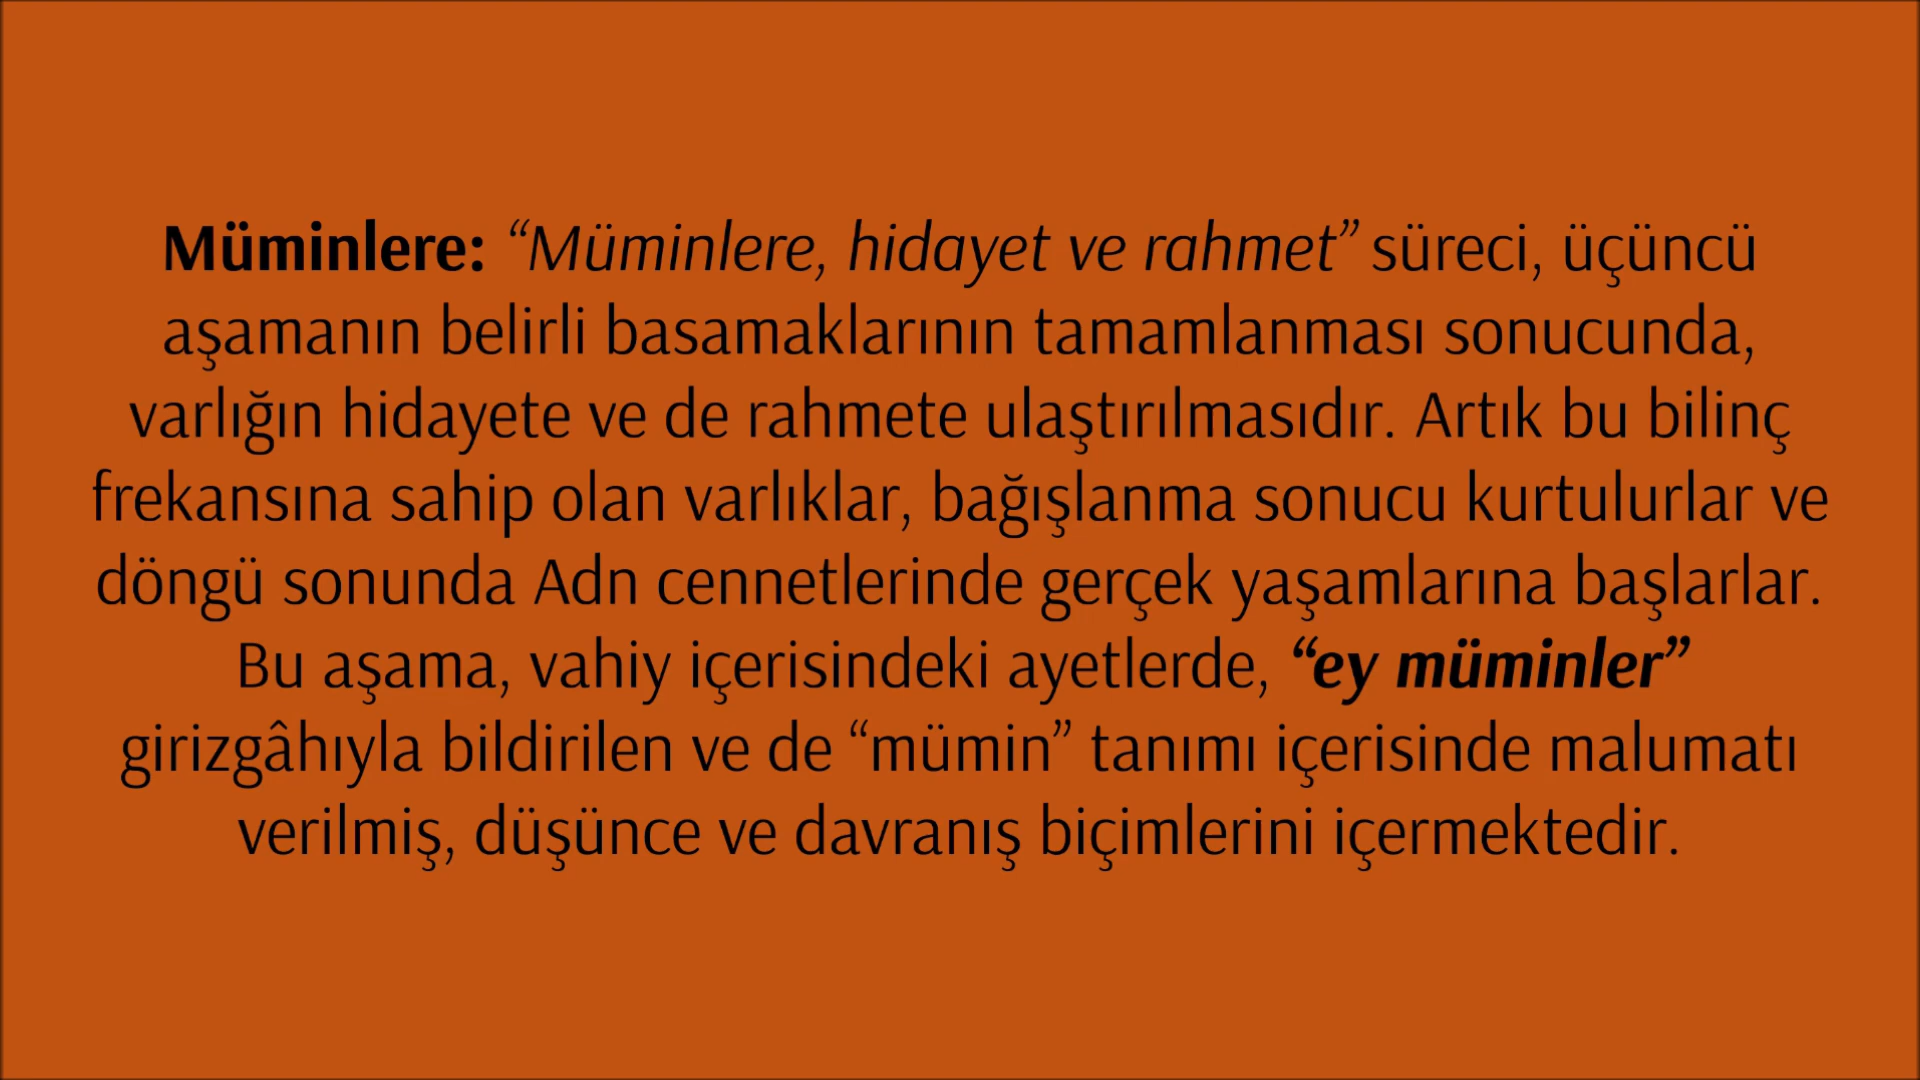 Müminlere: “Müminlere, hidayet ve rahmet” süreci, üçüncü
aşamanın belirli basamaklarının tamamlanması sonucunda,
varlığın hidayete ve de rahmete ulaştırılmasıdır. Artık bu bilinç
frekansına sahip olan varlıklar, bağışlanma sonucu kurtulurlar ve
döngü sonunda Adn cennetlerinde gerçek yaşamlarına başlarlar.
Bu aşama, vahiy içerisindeki ayetlerde, “ey müminler”
girizgâhıyla bildirilen ve de “mümin” tanımı içerisinde malumatı
verilmiş, düşünce ve davranış biçimlerini içermektedir.